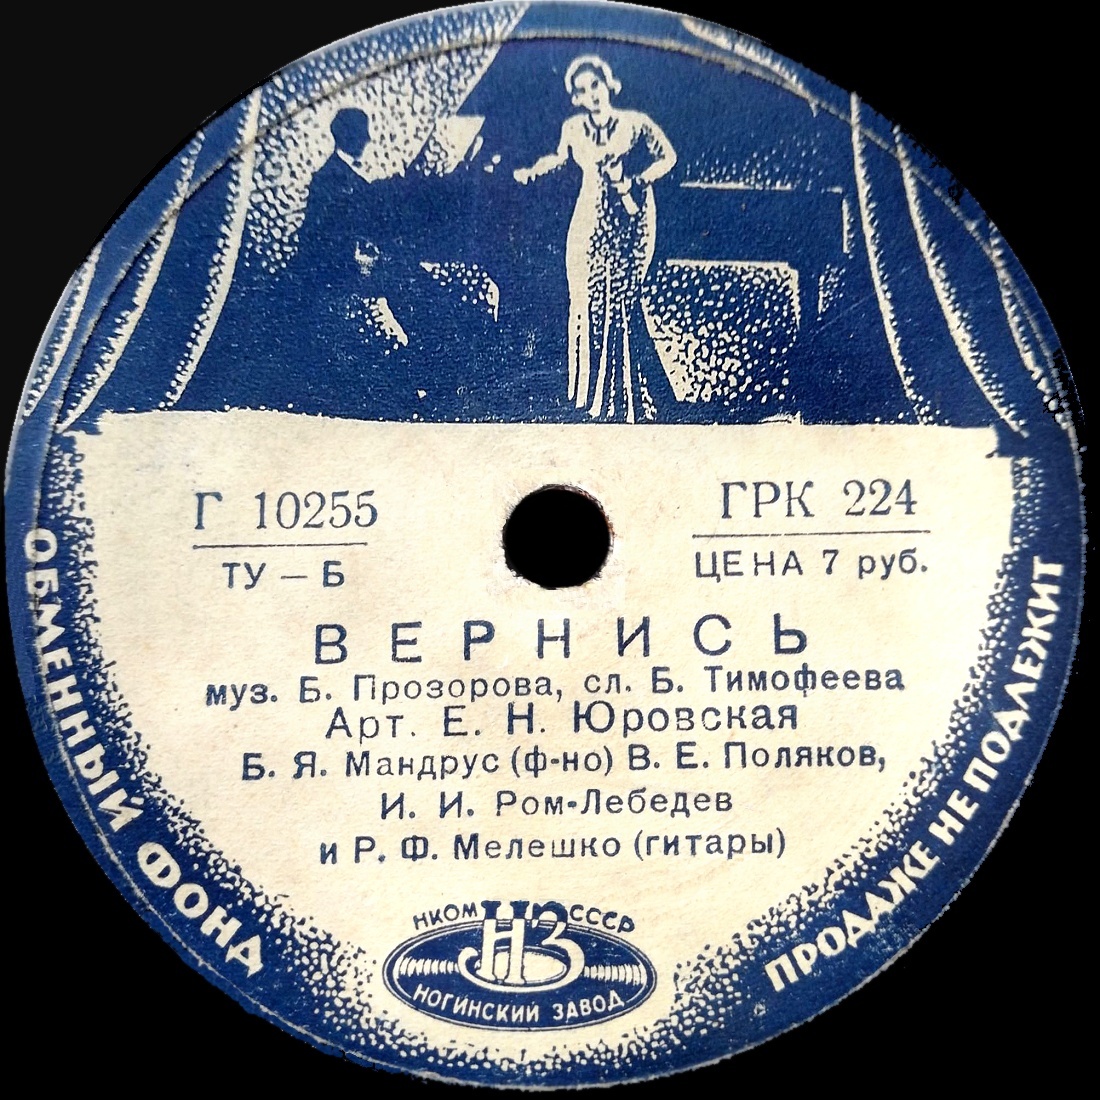 Г 10255
ТУ — Б
ГРК 224
ЦЕНА 7 руб.
ВЕРНИСЬ
муз. Б. Прозорова, сл. Б. Тимофеева
Арт. Е. Н. Юровская
Б. Я. Мандрус (ф-но) В. Е. Поляков,
И. И. Ром-Лебедев
и Р. Ф. Мелешко (гитары)
НКОМ СССР
НЗ
НОГИНСКИЙ ЗАВОД
ОБМЕННЫЙ ФОНД
ПРОДАЖЕ НЕ ПОДЛЕЖИТ